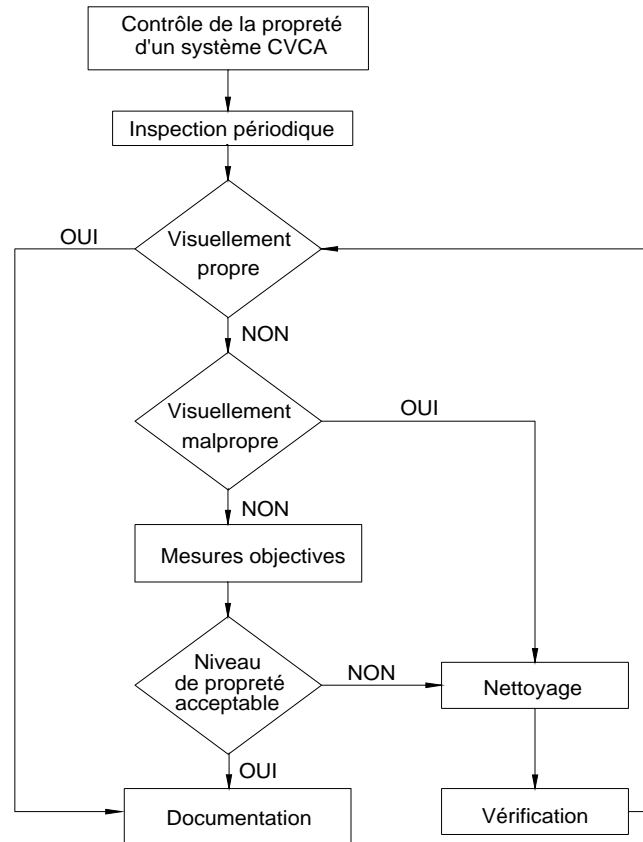 Contrôle de la propreté
d'un système CVCA
Inspection périodique
OUI
Visuellement
propre
NON
Visuellement
malpropre
OUI
NON
Mesures objectives
Niveau
de propreté
acceptable
NON
Nettoyage
OUI
Documentation
Vérification